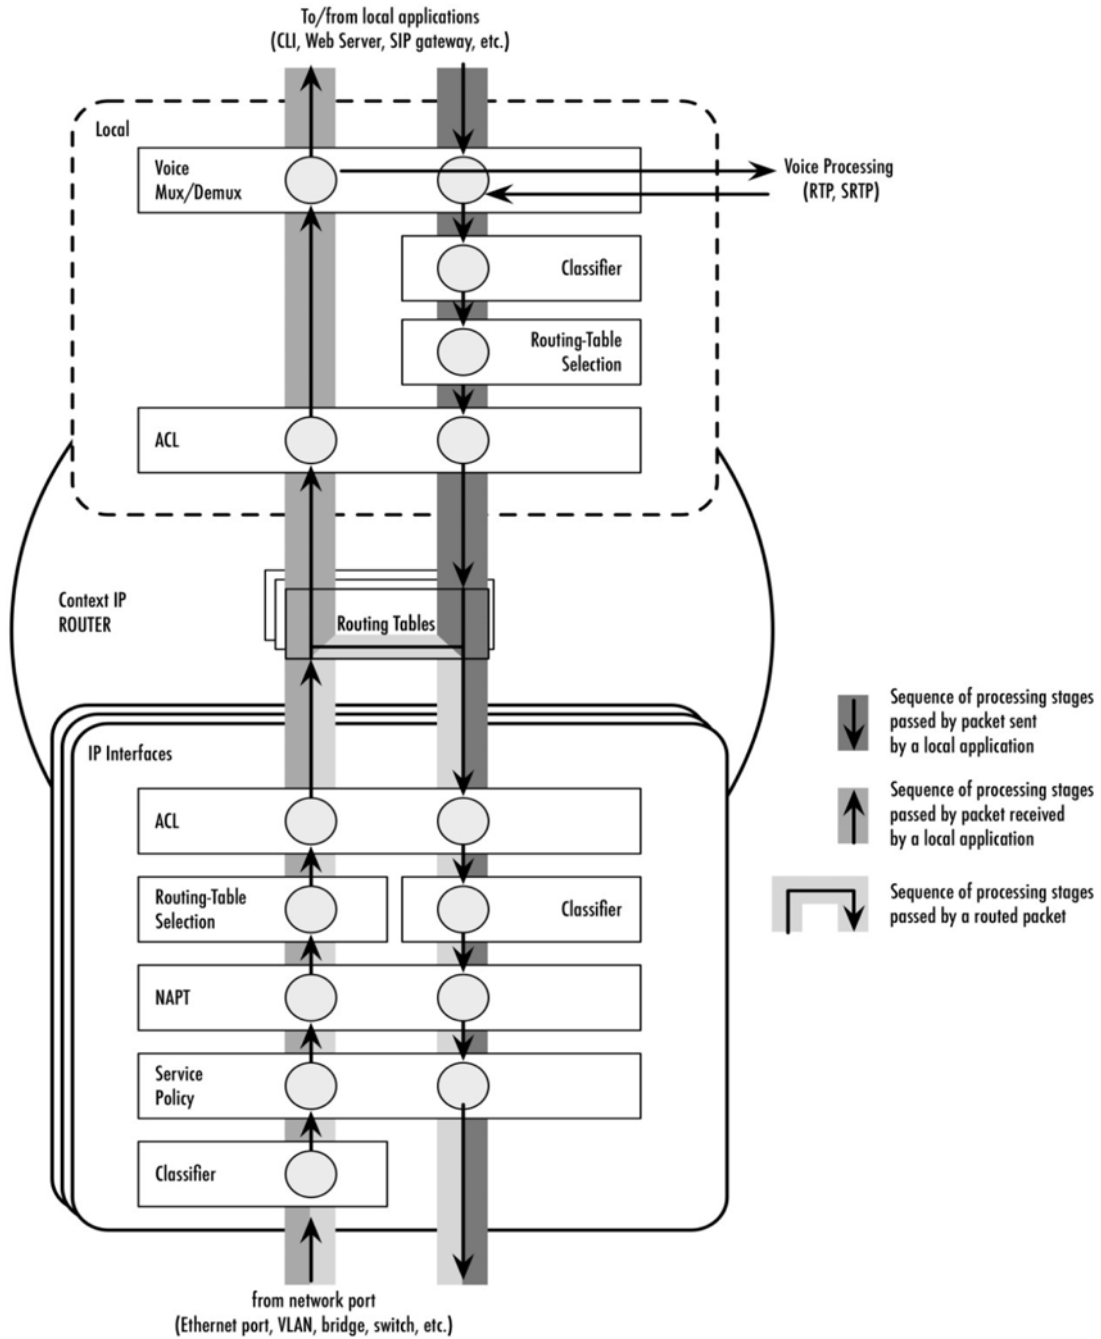 To/from local applications
(CLI, Web Server, SIP gateway, etc.)
Local
Voice
Mux/Demux
Voice Processing
(RTP, SRTP)
Classifier
Routing-Table
Selection
ACL
Context IP
ROUTER
Routing Tables
IP Interfaces
ACL
Routing-Table
Selection
Classifier
NAPT
Service
Policy
Classifier
from network port
(Ethernet port, VLAN, bridge, switch, etc.)
Sequence of processing stages
passed by packet sent
by a local application
Sequence of processing stages
passed by packet received
by a local application
Sequence of processing stages
passed by a routed packet